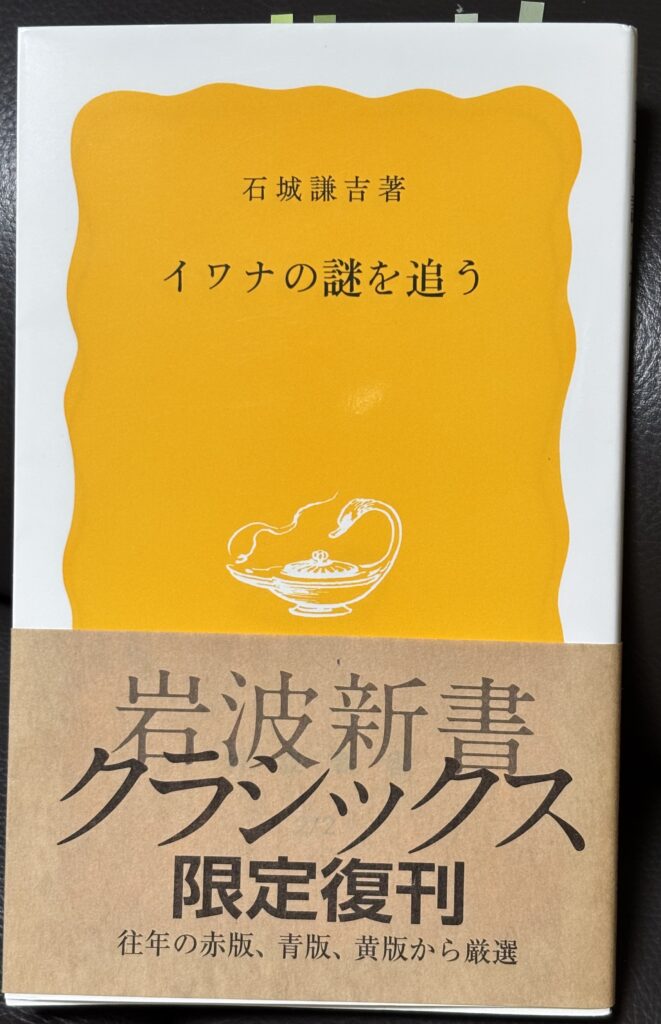 石城謙吉著
イワナの謎を追う
岩波新書
クラシックス
限定復刊
往年の赤版、青版、黄版から厳選